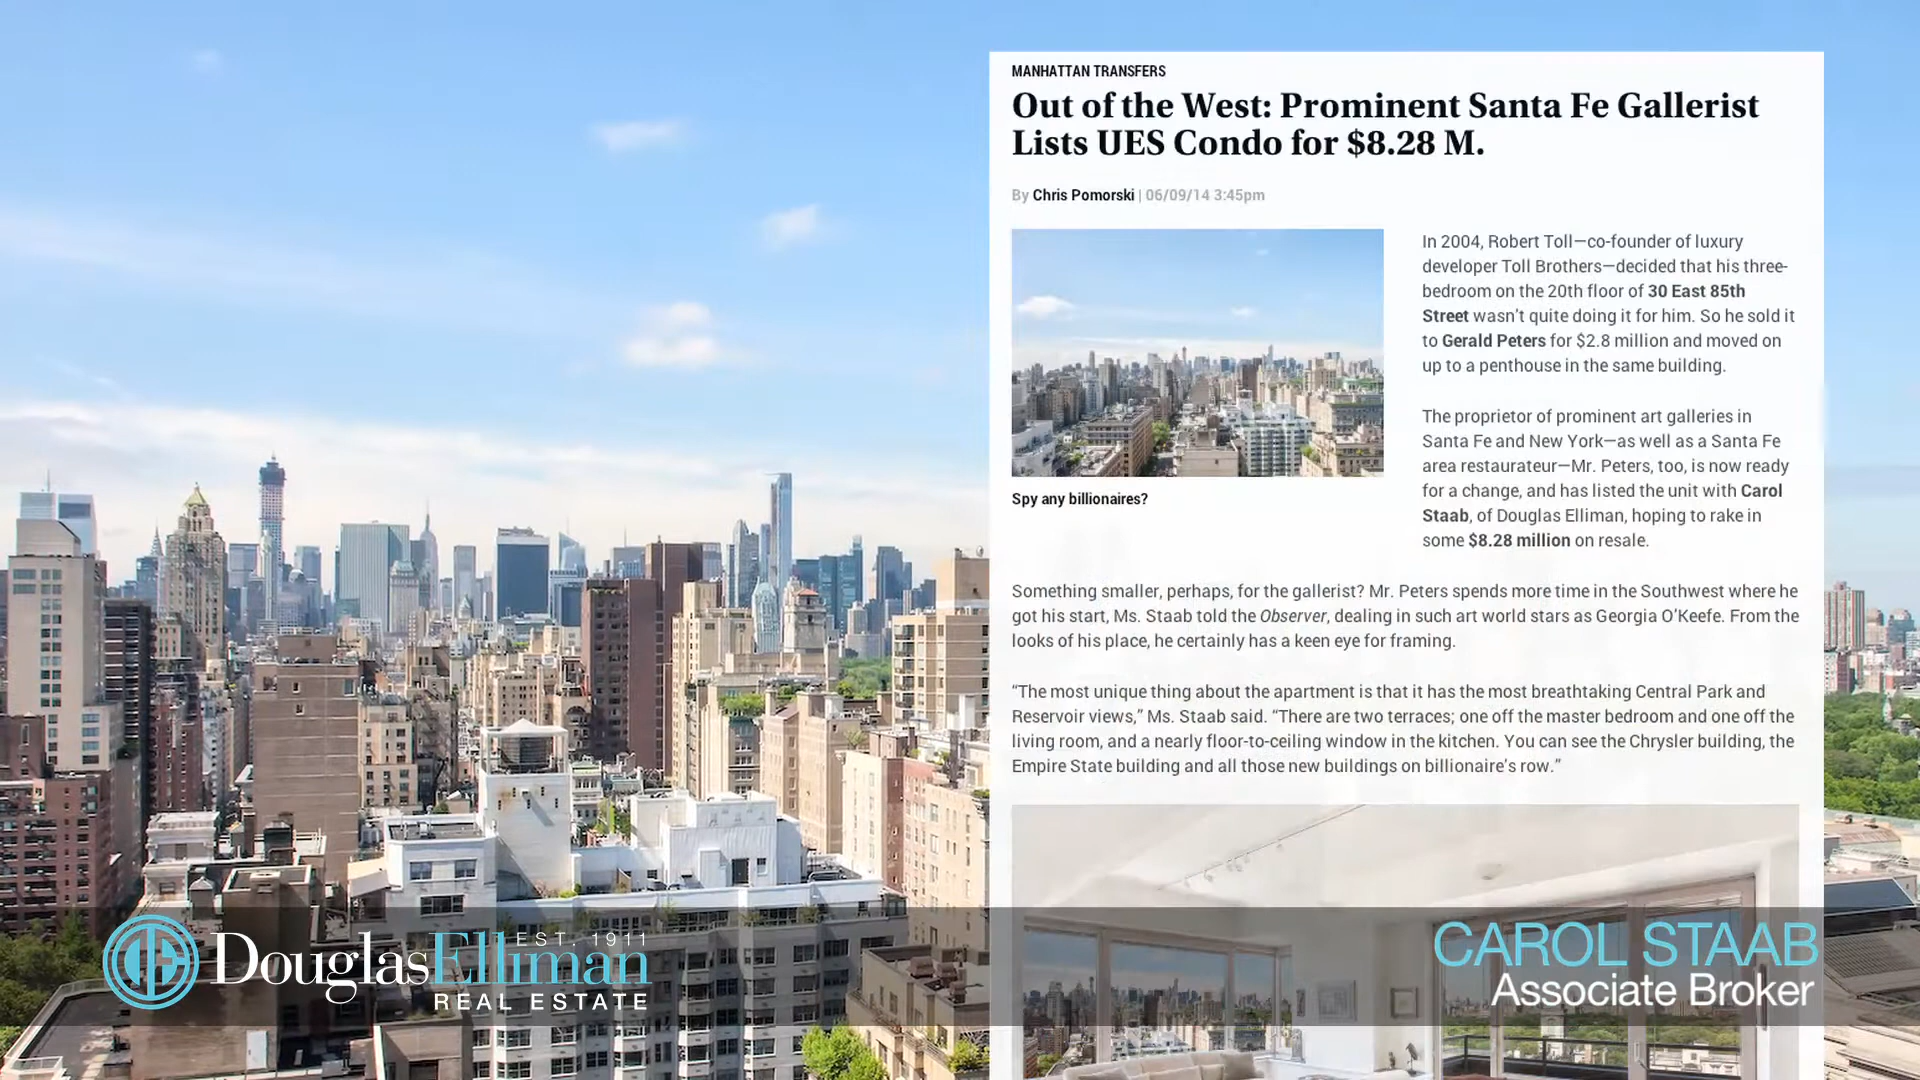 MANHATTAN TRANSFERS
Out of the West: Prominent Santa Fe Gallerist
Lists UES Condo for $8.28 M.
By Chris Pomorski | 06/09/14 3:45pm
In 2004, Robert Toll—co-founder of luxury
developer Toll Brothers—decided that his three-
bedroom on the 20th floor of 30 East 85th
Street wasn’t quite doing it for him. So he sold it
to Gerald Peters for $2.8 million and moved on
up to a penthouse in the same building.
The proprietor of prominent art galleries in
Santa Fe and New York—as well as a Santa Fe
area restaurateur—Mr. Peters, too, is now ready
for a change, and has listed the unit with Carol
Staab, of Douglas Elliman, hoping to rake in
some $8.28 million on resale.
Spy any billionaires?
Something smaller, perhaps, for the gallerist? Mr. Peters spends more time in the Southwest where he
got his start, Ms. Staab told the Observer, dealing in such art world stars as Georgia O’Keefe. From the
looks of his place, he certainly has a keen eye for framing.
“The most unique thing about the apartment is that it has the most breathtaking Central Park and
Reservoir views,” Ms. Staab said. “There are two terraces; one off the master bedroom and one off the
living room, and a nearly floor-to-ceiling window in the kitchen. You can see the Chrysler building, the
Empire State building and all those new buildings on billionaire’s row.”
EST. 1911
DouglasElliman
REAL ESTATE
CAROL STAAB
Associate Broker